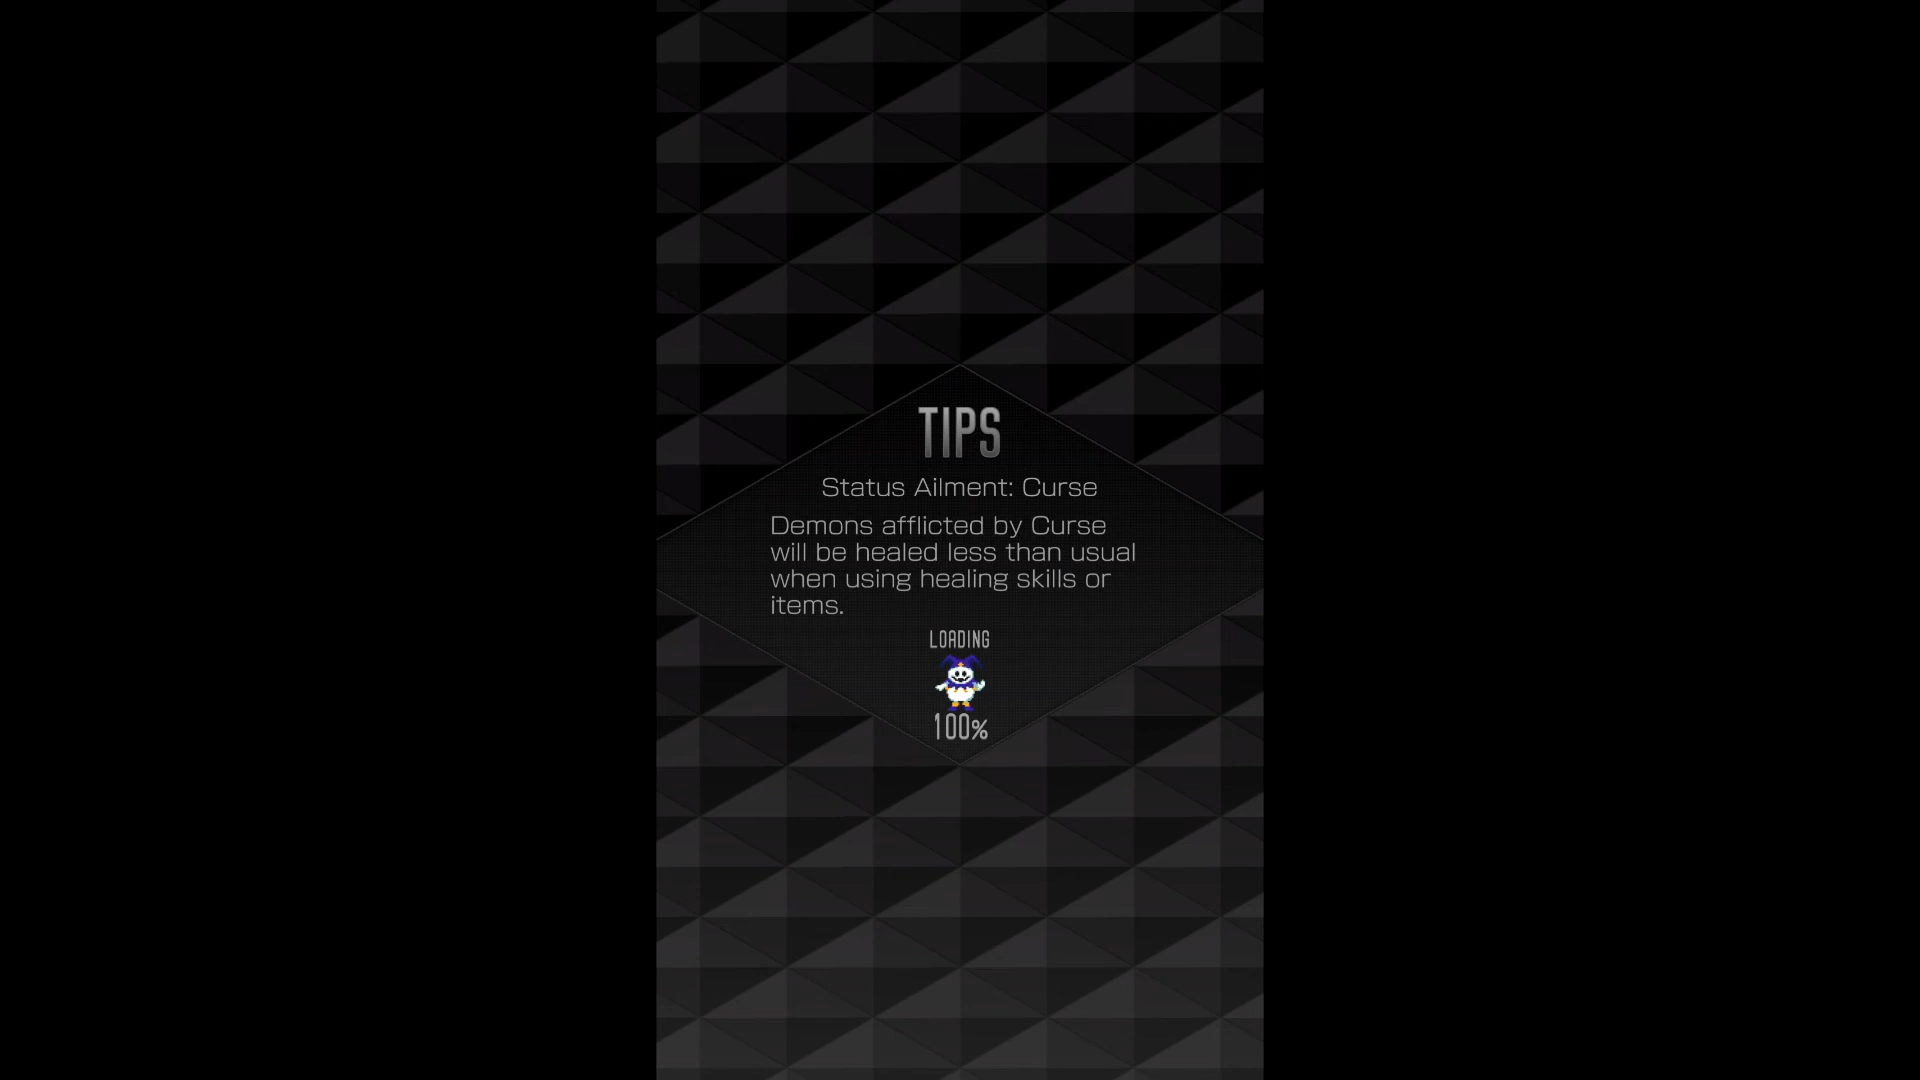 TIPS
Status Ailment: Curse
Demons afflicted by Curse
will be healed less than usual
when using healing skills or
items.
LOADING
100%